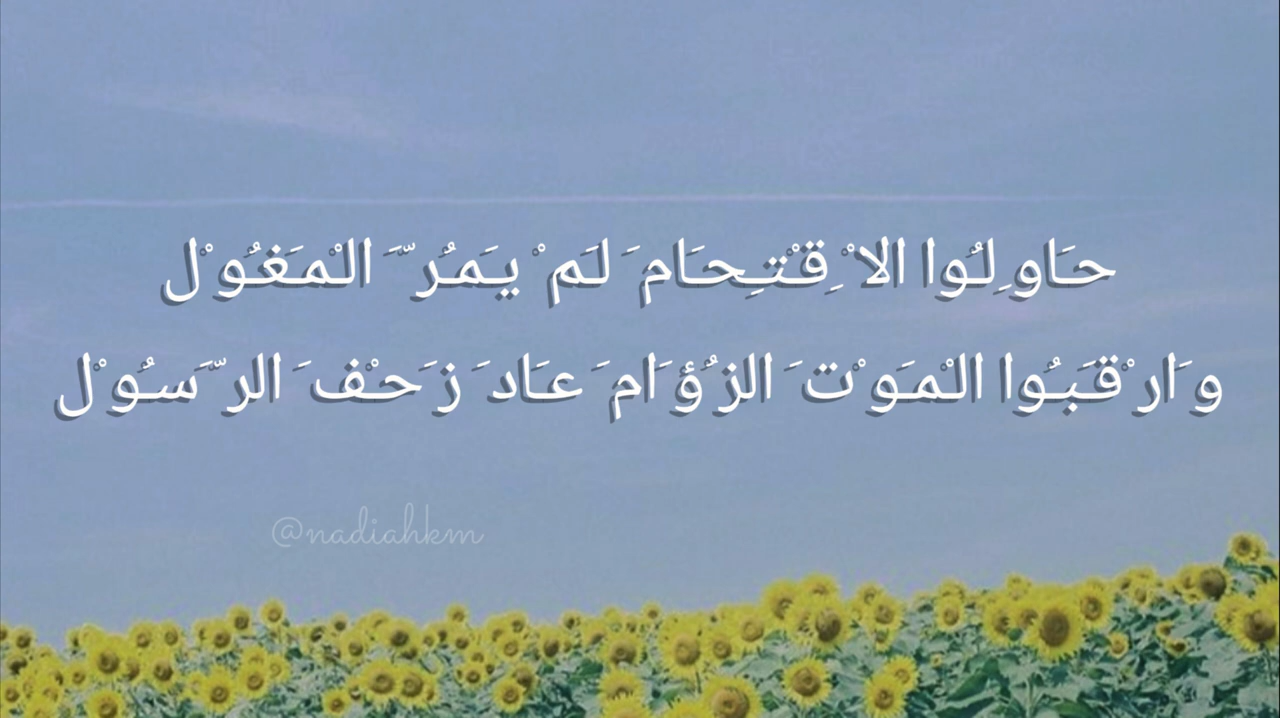 حَاوِلُوا الاْقِْتِحَامَ لَمْ يَمُرَّ الْمَغُوْل
وَارْقَبُوا الْمَوْتَ الزُؤَامَ عَادَ زَحْفَ الرَّسُوْل
@nadiahkm